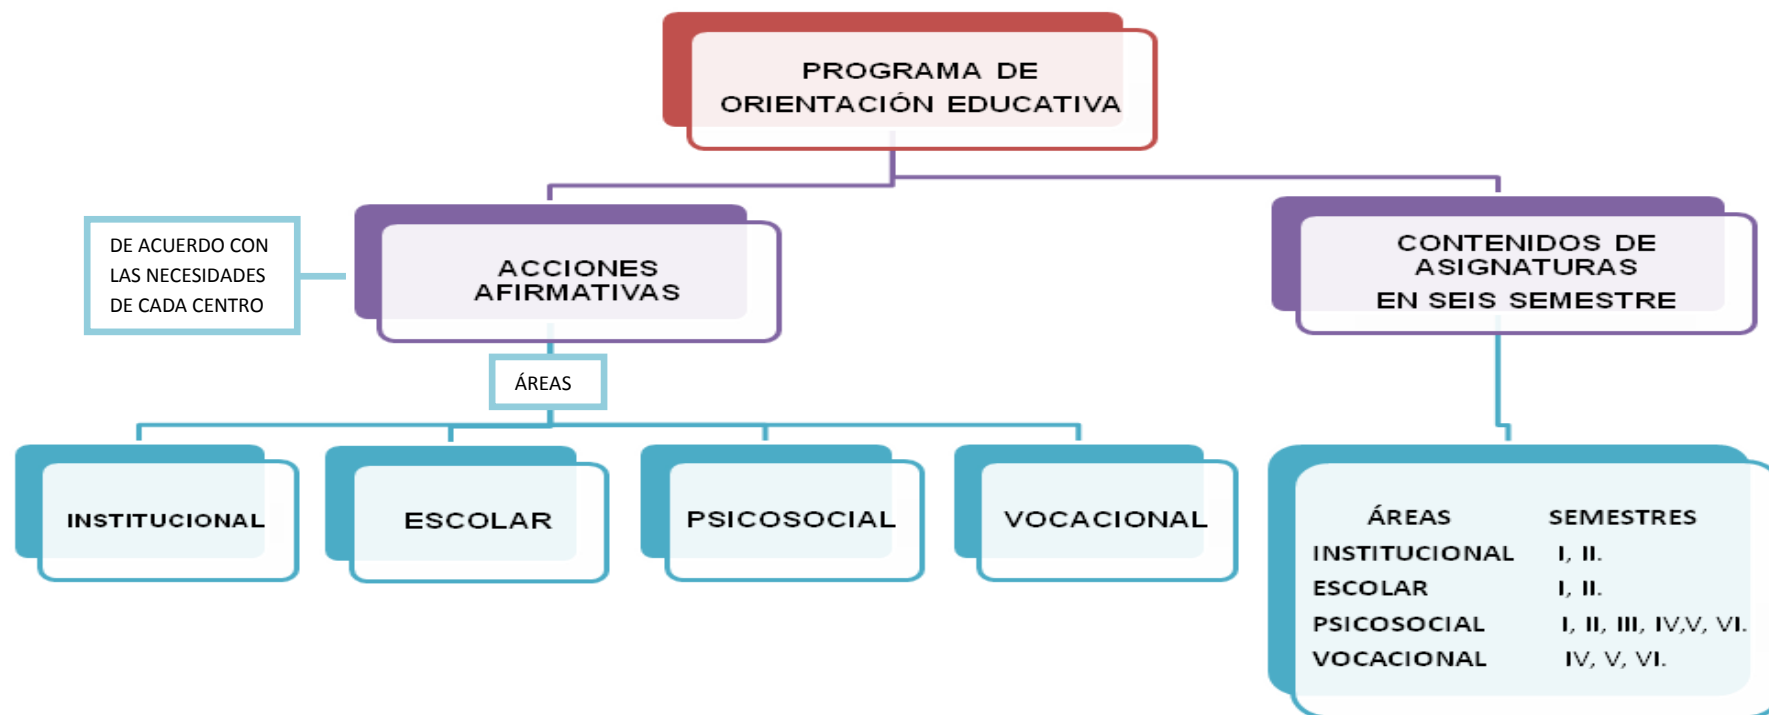 PROGRAMA DE
ORIENTACIÓN EDUCATIVA
DE ACUERDO CON
LAS NECESIDADES
DE CADA CENTRO
ACCIONES
AFIRMATIVAS
CONTENIDOS DE
ASIGNATURAS
EN SEIS SEMESTRE
ÁREAS
INSTITUCIONAL
ESCOLAR
PSICOSOCIAL
VOCACIONAL
ÁREAS SEMESTRES
INSTITUCIONAL I, II.
ESCOLAR I, II.
PSICOSOCIAL I, II, III, IV,V, VI.
VOCACIONAL IV, V, VI.